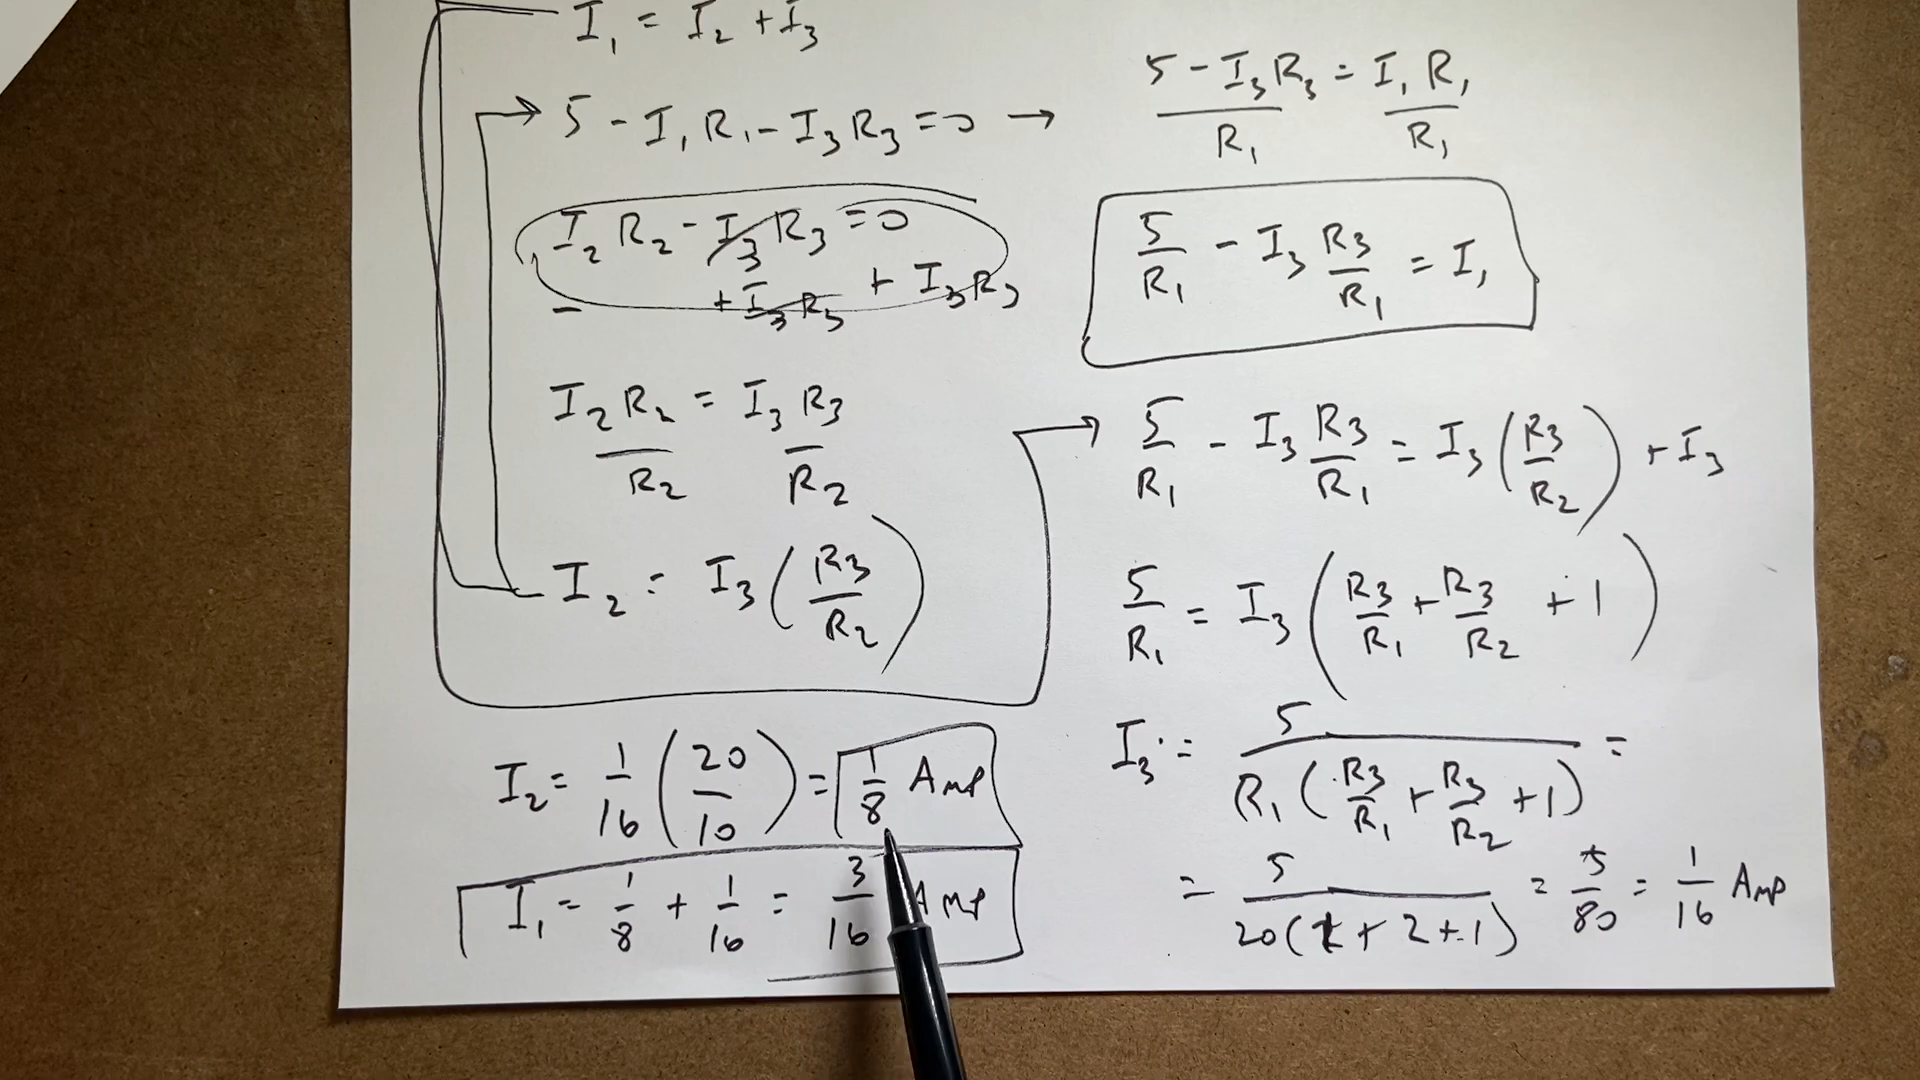 I₁ = I₂ + I₃
5 - I₁R₁ - I₃R₃ = 0 →
I₂R₂ - I₃R₃ = 0
- + I₃R₃ + I₃R₃
I₂R₂ = I₃R₃
R₂ R₂
I₂ = I₃ (R₃/R₂)
I₂ = 1/16 (20/10) = 1/8 Amp
I₁ = 1/8 + 1/16 = 3/16 Amp
5 - I₃R₃ = I₁R₁
R₁ R₁
5/R₁ - I₃ R₃/R₁ = I₁
5/R₁ - I₃ R₃/R₁ = I₃ (R₃/R₂) + I₃
5/R₁ = I₃ (R₃/R₁ + R₃/R₂ + 1)
I₃ = 5/(R₁ (R₃/R₁ + R₃/R₂ + 1)) =
= 5/(20(1 + 2 + 1)) = 5/80 = 1/16 Amp